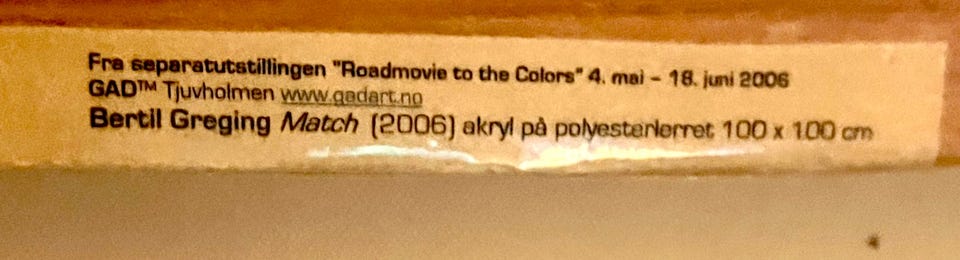 Fra separatutstillingen "Roadmovie to the Colors" 4. mai - 18. juni 2006
GAD™ Tjuvholmen www.gadart.no
Bertil Greging Match (2006) akryl på polyesterlerret 100 x 100 cm